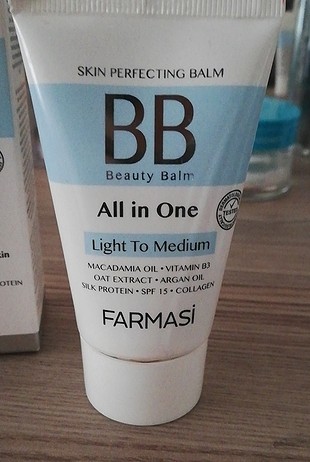 SKIN PERFECTING BALM
BB
Beauty Balm
All in One
Light To Medium
MACADAMIA OIL • VITAMIN B3
OAT EXTRACT • ARGAN OIL
SILK PROTEIN • SPF 15 • COLLAGEN
FARMASİ
TESTED